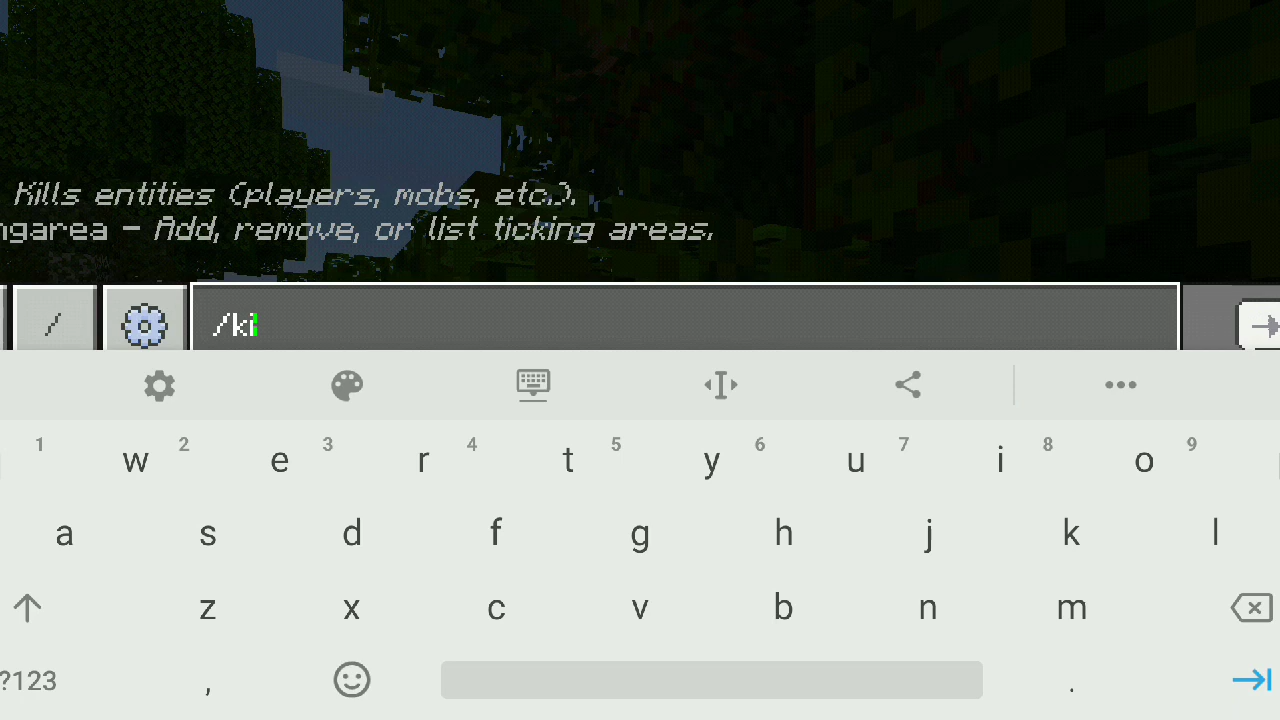 Kills entities (players, mobs, etc.).
ngarea – Add, remove, or list ticking areas.
/
/ki
1 2 3 4 5 6 7 8 9
w e r t y u i o
a s d f g h j k l
z x c v b n m
?123 , .